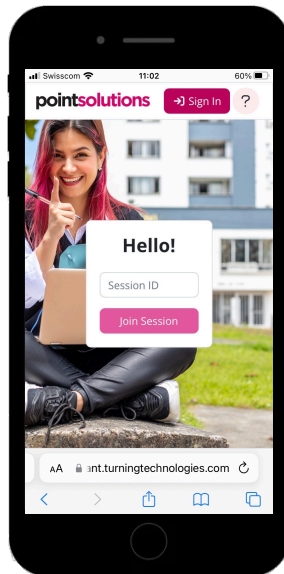 Swisscom
11:02
60%
pointsolutions
Sign In
?
Hello!
Session ID
Join Session
AA
ant.turningtechnologies.com